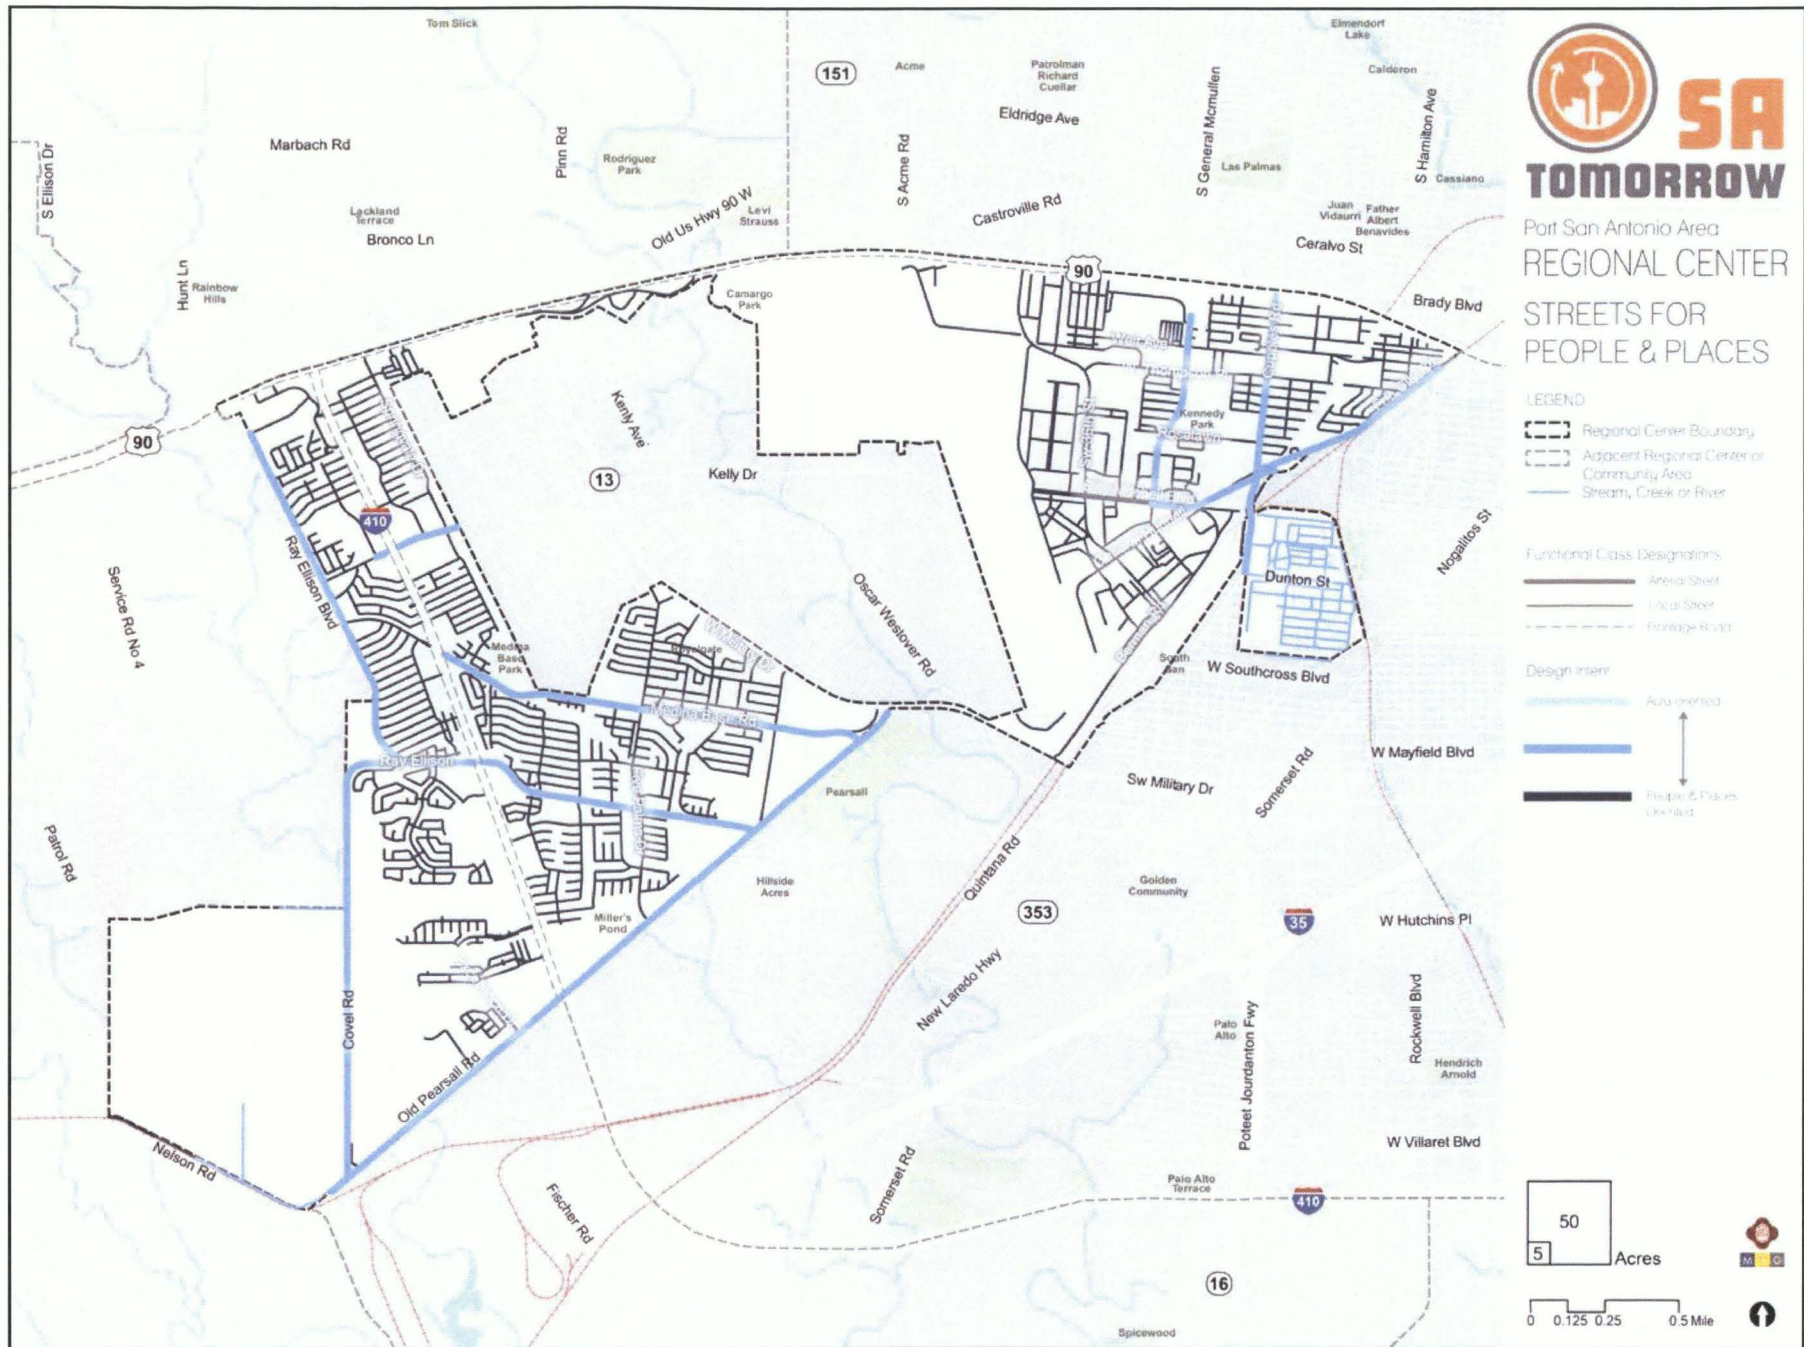 Tom Slick
Elmendorf
Lake
151
Acme
Patrolman
Richard
Cuellar
Calderon
Eldridge Ave
S General Mcmullen
S Hamilton Ave
S Ellison Dr
Marbach Rd
Pinn Rd
Rodriguez
Park
S Acme Rd
Las Palmas
Cassiano
Lackland
Terrace
Bronco Ln
Old Us Hwy 90 W
Levi
Strauss
Castroville Rd
Juan
Vidaurri
Father
Albert
Benavides
Ceralvo St
Hunt Ln
Rainbow
Hills
Camargo
Park
90
Brady Blvd
Weir Ave
90
Kenly Ave
Kennedy
Park
Roselawn
13
Kelly Dr
410
Ray Ellison Blvd
Nogalitos St
Service Rd No 4
Dunton St
Oscar Westover Rd
Medina
Base
Park
South
San
W Southcross Blvd
Medina Base Rd
Ray Ellison
Pearsall
Sw Military Dr
Somerset Rd
W Mayfield Blvd
Patrol Rd
Quintana Rd
Hillside
Acres
Golden
Community
Miller's
Pond
353
35
W Hutchins Pl
New Laredo Hwy
Covel Rd
Palo
Alto
Poteet Jourdanton Fwy
Rockwell Blvd
Hendrich
Arnold
Old Pearsall Rd
Nelson Rd
W Villaret Blvd
Fischer Rd
Somerset Rd
Palo Alto
Terrace
410
16
Spicewood
SA
TOMORROW
Port San Antonio Area
REGIONAL CENTER
STREETS FOR
PEOPLE & PLACES
LEGEND
Regional Center Boundary
Adjacent Regional Center or
Community Area
Stream, Creek or River
Functional Class Designations
Arterial Street
Local Street
Frontage Road
Design Intent
Auto-oriented
People & Places
Oriented
50
5
Acres
0 0.125 0.25 0.5 Mile